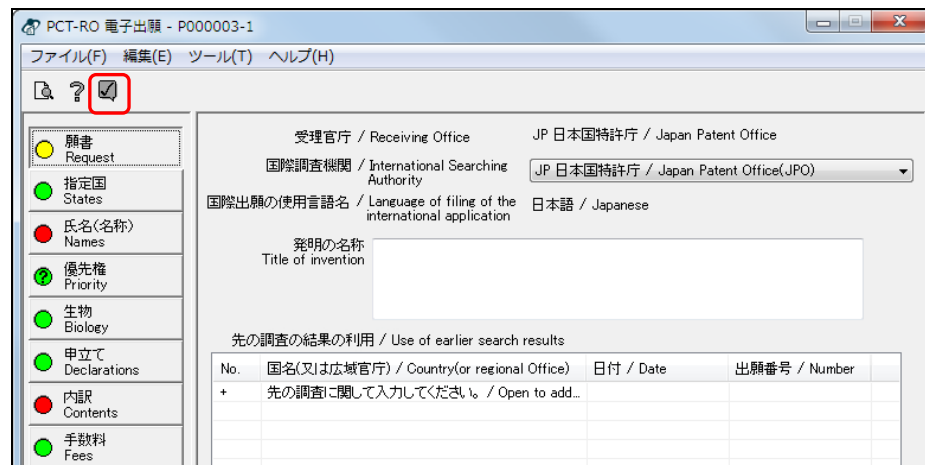 PCT-RO 電子出願 - P000003-1
ファイル(F) 編集(E) ツール(T) ヘルプ(H)
願書
Request
指定国
States
氏名(名称)
Names
優先権
Priority
生物
Biology
申立て
Declarations
内訳
Contents
手数料
Fees
受理官庁 / Receiving Office JP 日本国特許庁 / Japan Patent Office
国際調査機関 / International Searching
Authority
JP 日本国特許庁 / Japan Patent Office(JPO)
国際出願の使用言語名 / Language of filing of the
international application
日本語 / Japanese
発明の名称
Title of invention
先の調査の結果の利用 / Use of earlier search results
No. 国名(又は広域官庁) / Country(or regional Office) 日付 / Date 出願番号 / Number
+ 先の調査に関して入力してください。 / Open to add...